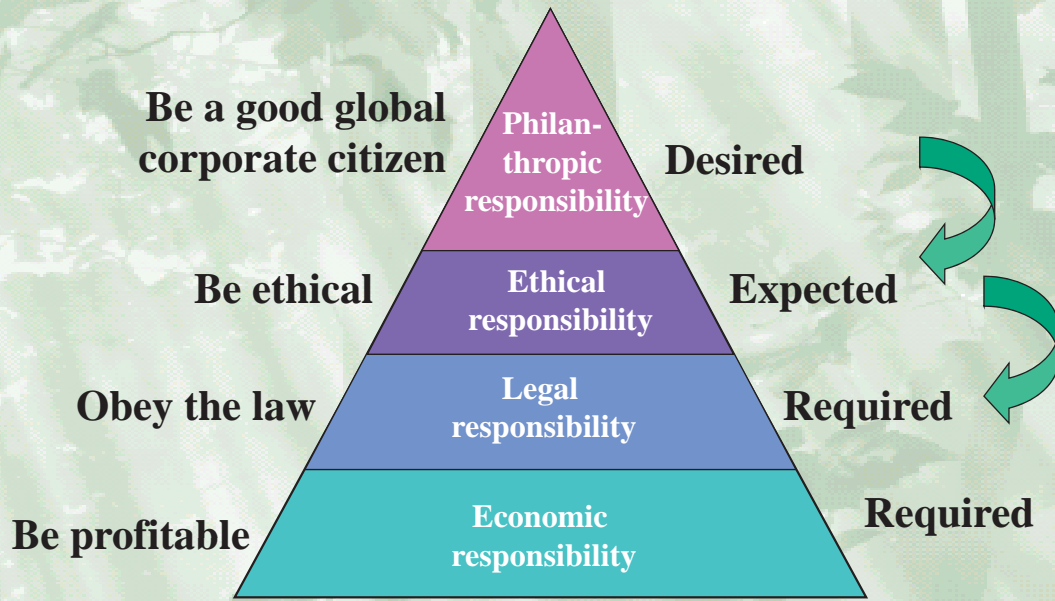 Be a good global
corporate citizen
Philan-
thropic
responsibility
Desired
Be ethical
Ethical
responsibility
Expected
Obey the law
Legal
responsibility
Required
Be profitable
Economic
responsibility
Required